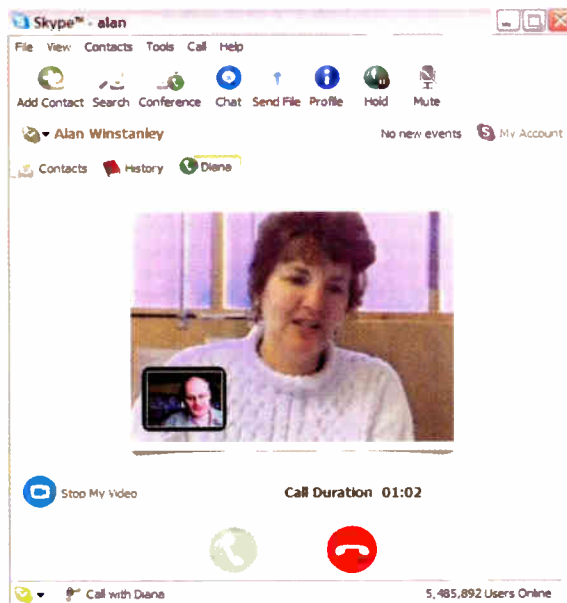 Skype™ - alan
File View Contacts Tools Call Help
Add Contact Search Conference Chat Send File Profile Hold Mute
Alan Winstanley No new events My Account
Contacts History Diana
Stop My Video Call Duration 01:02
Call with Diana 5,485,892 Users Online